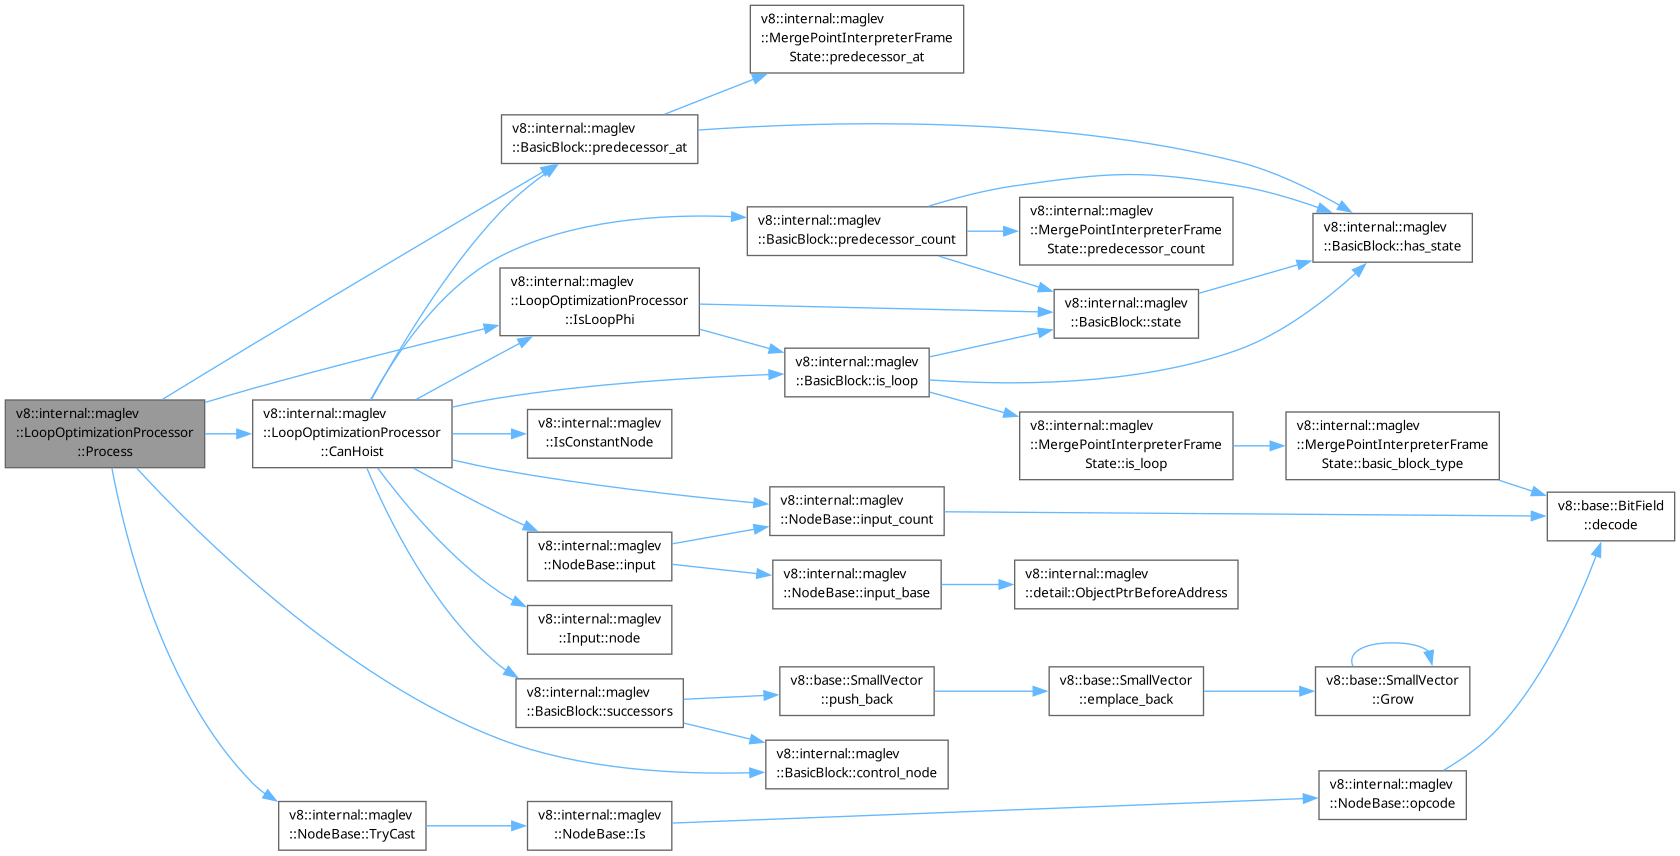 v8::internal::maglev
::LoopOptimizationProcessor
::Process
v8::internal::maglev
::LoopOptimizationProcessor
::CanHoist
v8::internal::maglev
::NodeBase::TryCast
v8::internal::maglev
::BasicBlock::predecessor_at
v8::internal::maglev
::LoopOptimizationProcessor
::IsLoopPhi
v8::internal::maglev
::IsConstantNode
v8::internal::maglev
::NodeBase::input
v8::internal::maglev
::Input::node
v8::internal::maglev
::BasicBlock::successors
v8::internal::maglev
::NodeBase::Is
v8::internal::maglev
::MergePointInterpreterFrame
State::predecessor_at
v8::internal::maglev
::BasicBlock::predecessor_count
v8::internal::maglev
::BasicBlock::is_loop
v8::internal::maglev
::NodeBase::input_count
v8::internal::maglev
::NodeBase::input_base
v8::base::SmallVector
::push_back
v8::internal::maglev
::BasicBlock::control_node
v8::internal::maglev
::MergePointInterpreterFrame
State::predecessor_count
v8::internal::maglev
::BasicBlock::state
v8::internal::maglev
::MergePointInterpreterFrame
State::is_loop
v8::internal::maglev
::detail::ObjectPtrBeforeAddress
v8::base::SmallVector
::emplace_back
v8::internal::maglev
::BasicBlock::has_state
v8::internal::maglev
::MergePointInterpreterFrame
State::basic_block_type
v8::base::SmallVector
::Grow
v8::internal::maglev
::NodeBase::opcode
v8::base::BitField
::decode